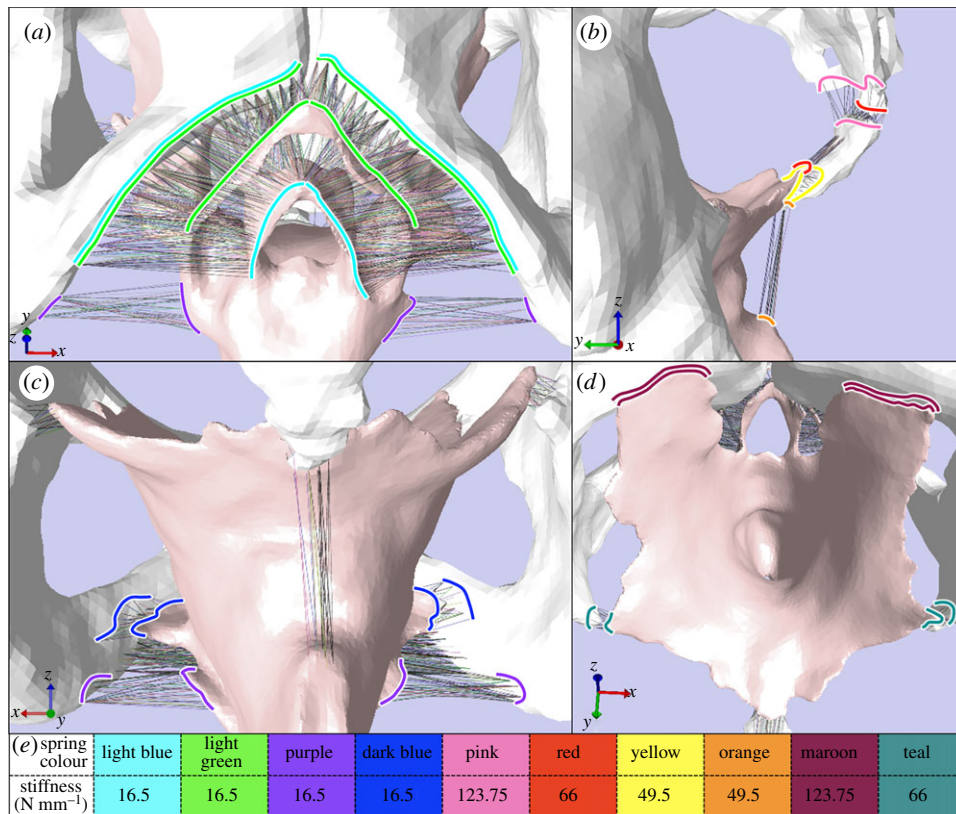 (a)
(b)
y
z
x
z
y
x
(c)
(d)
z
x
y
z
x
y
(e) spring colour light blue light green purple dark blue pink red yellow orange maroon teal
stiffness (N mm⁻¹) 16.5 16.5 16.5 16.5 123.75 66 49.5 49.5 123.75 66